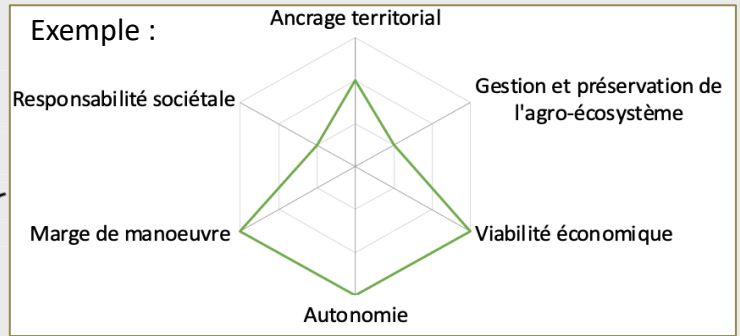 Exemple :
Ancrage territorial
Gestion et préservation de
l'agro-écosystème
Responsabilité sociétale
Marge de manoeuvre
Viabilité économique
Autonomie